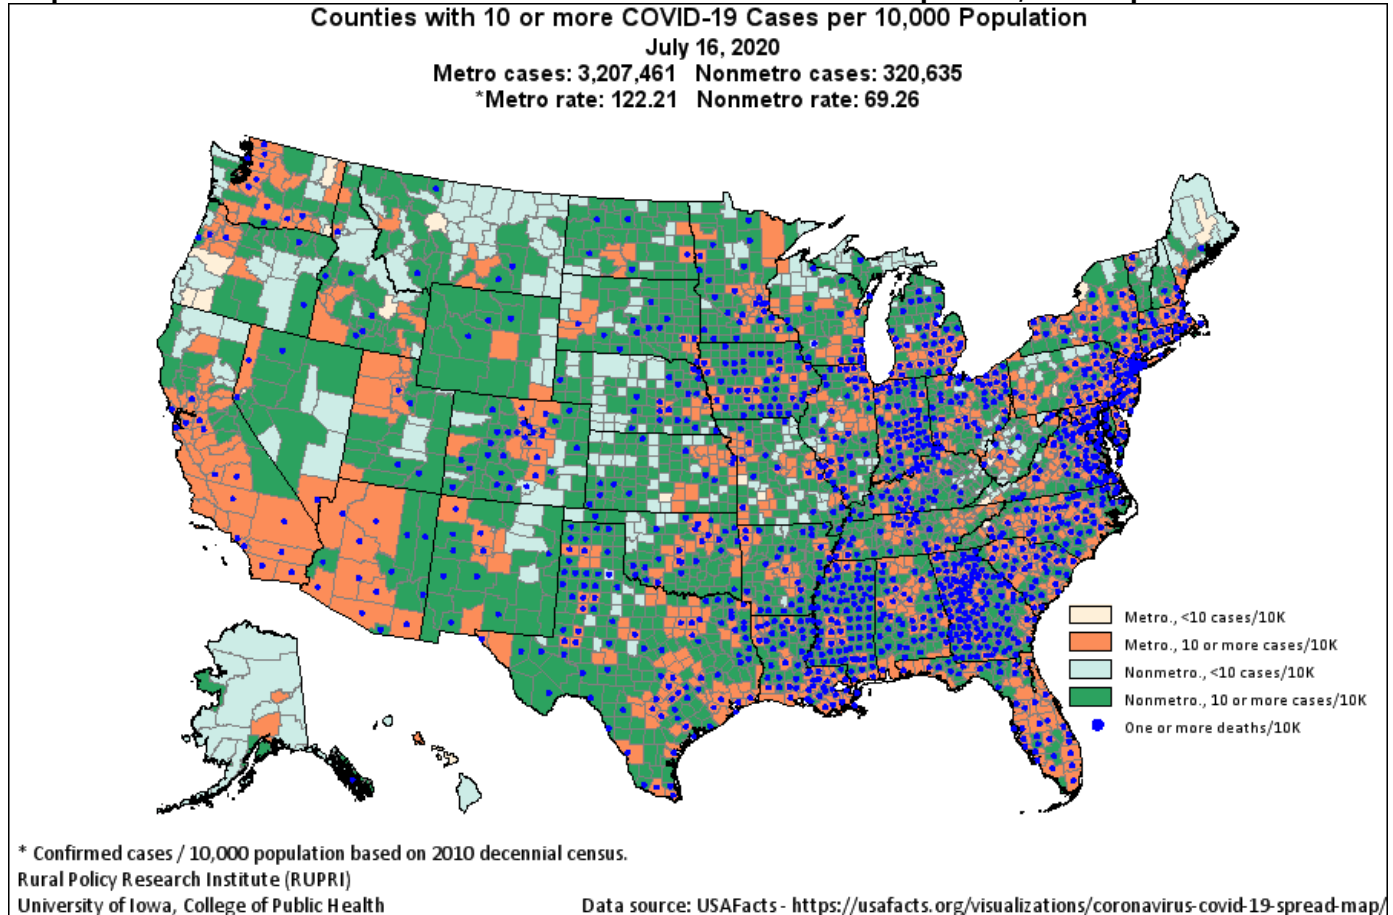 Counties with 10 or more COVID-19 Cases per 10,000 Population
July 16, 2020
Metro cases: 3,207,461   Nonmetro cases: 320,635
*Metro rate: 122.21   Nonmetro rate: 69.26
Metro., <10 cases/10K
Metro., 10 or more cases/10K
Nonmetro., <10 cases/10K
Nonmetro., 10 or more cases/10K
One or more deaths/10K
* Confirmed cases / 10,000 population based on 2010 decennial census.
Rural Policy Research Institute (RUPRI)
University of Iowa, College of Public Health
Data source: USAFacts - https://usafacts.org/visualizations/coronavirus-covid-19-spread-map/